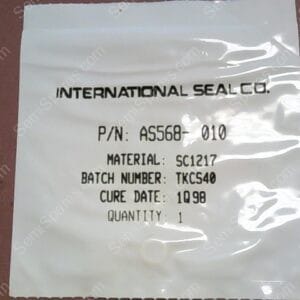 INTERNATIONAL SEAL CO.
P/N: AS568- 010
MATERIAL: SC1217
BATCH NUMBER: TKCS40
CURE DATE: 1Q98
QUANTITY: 1